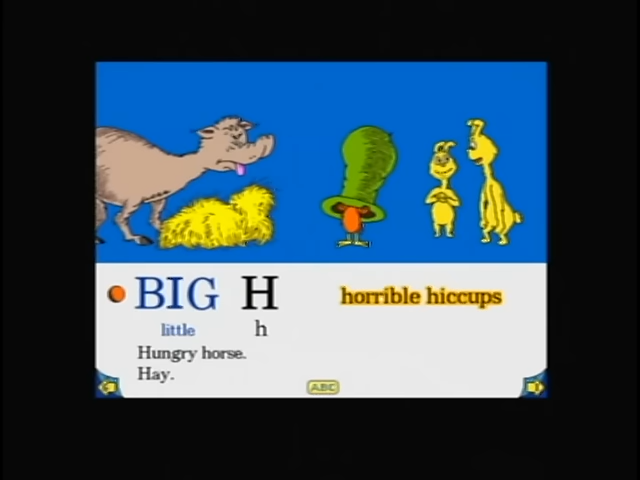 BIG H
little h
Hungry horse.
Hay.
horrible hiccups
ABC